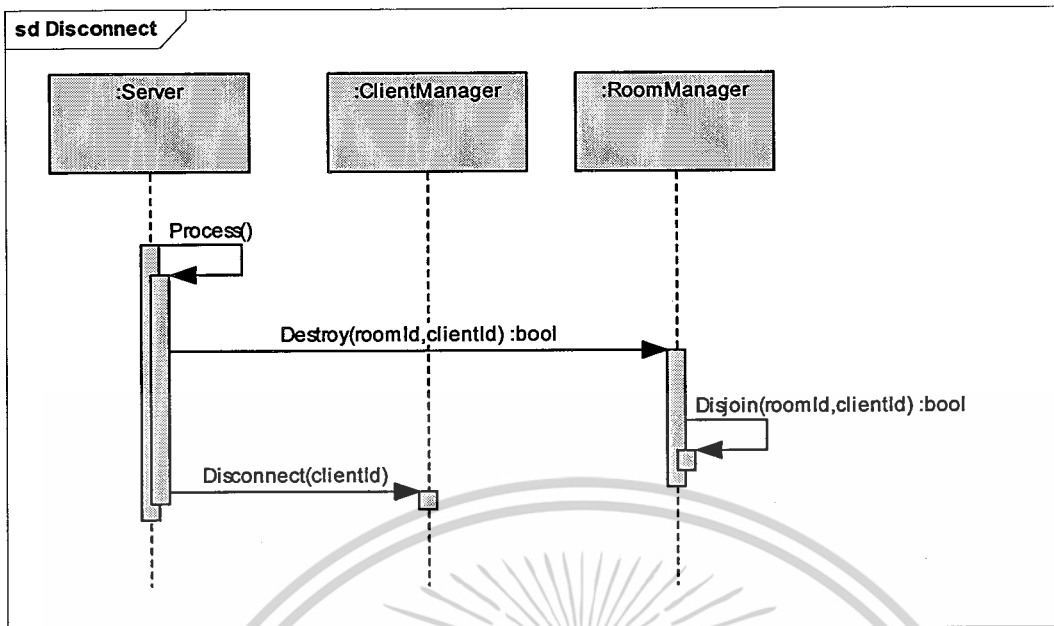 sd Disconnect
:Server
:ClientManager
:RoomManager
Process()
Destroy(roomId,clientId) :bool
Disjoin(roomId,clientId) :bool
Disconnect(clientId)